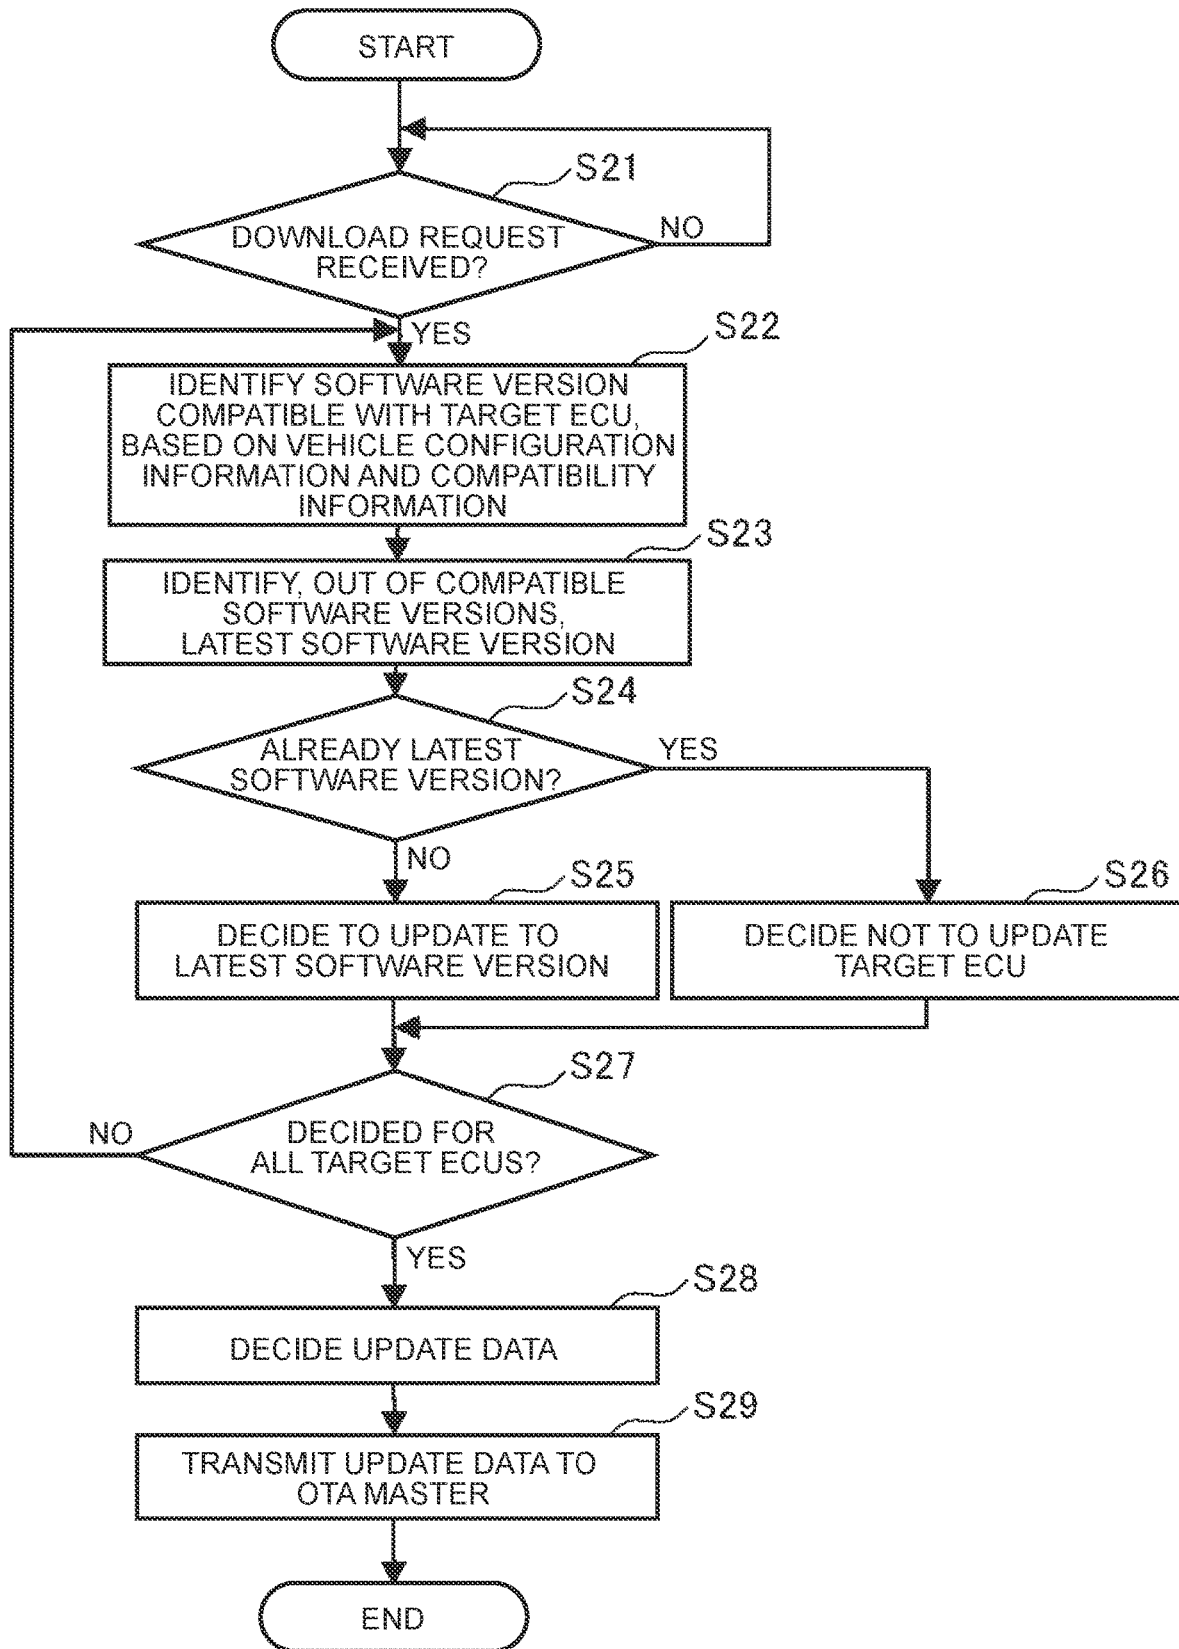 START
S21
DOWNLOAD REQUEST
RECEIVED?
NO
YES
S22
IDENTIFY SOFTWARE VERSION
COMPATIBLE WITH TARGET ECU,
BASED ON VEHICLE CONFIGURATION
INFORMATION AND COMPATIBILITY
INFORMATION
S23
IDENTIFY, OUT OF COMPATIBLE
SOFTWARE VERSIONS,
LATEST SOFTWARE VERSION
S24
ALREADY LATEST
SOFTWARE VERSION?
YES
NO
S25
DECIDE TO UPDATE TO
LATEST SOFTWARE VERSION
S26
DECIDE NOT TO UPDATE
TARGET ECU
S27
DECIDED FOR
ALL TARGET ECUS?
NO
YES
S28
DECIDE UPDATE DATA
S29
TRANSMIT UPDATE DATA TO
OTA MASTER
END